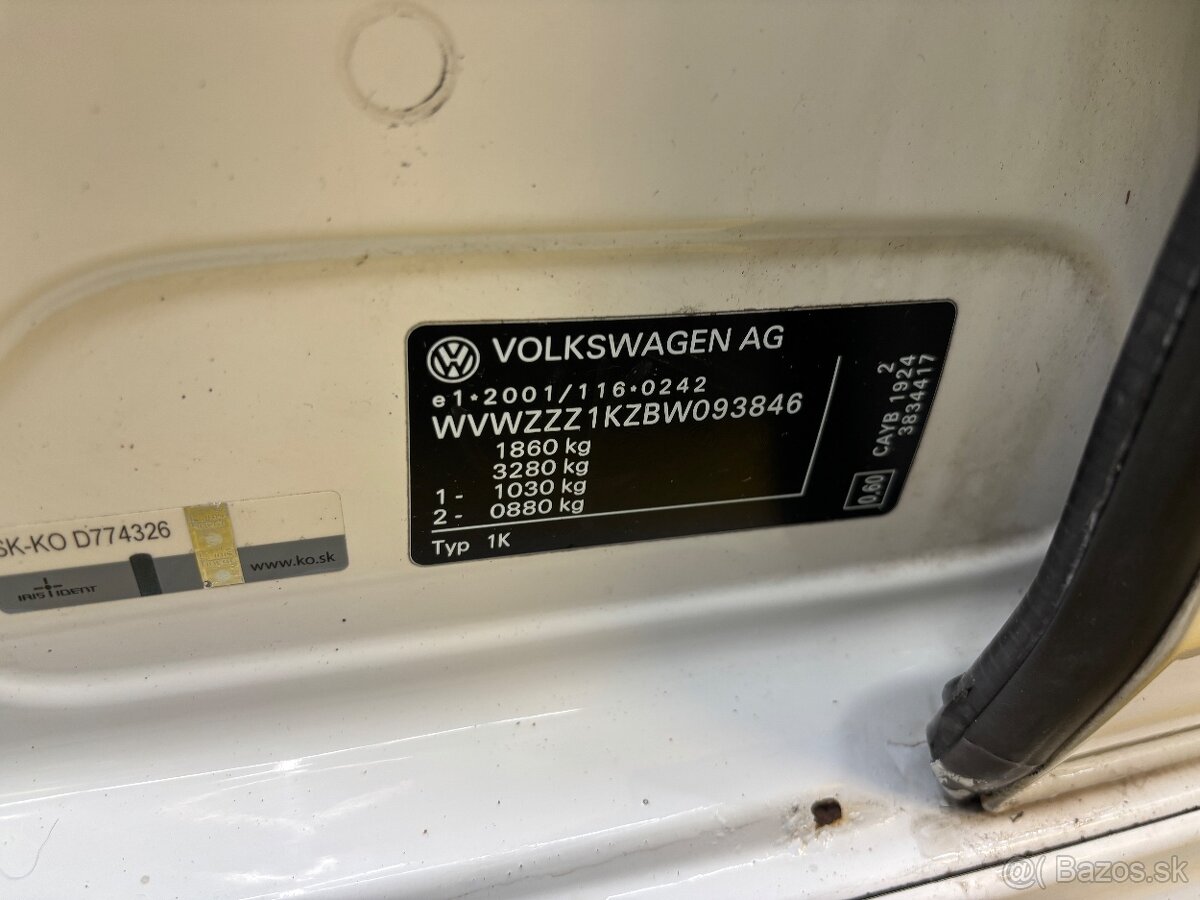 VOLKSWAGEN AG
e1*2001/116*0242
WVWZZZ1KZBW093846
1860 kg
3280 kg
1 - 1030 kg
2 - 0880 kg
Typ 1K
2
CAYB 1924
3834417
0.60
SK-KO D774326
IRIS IDENT
www.ko.sk
@( Bazos.sk